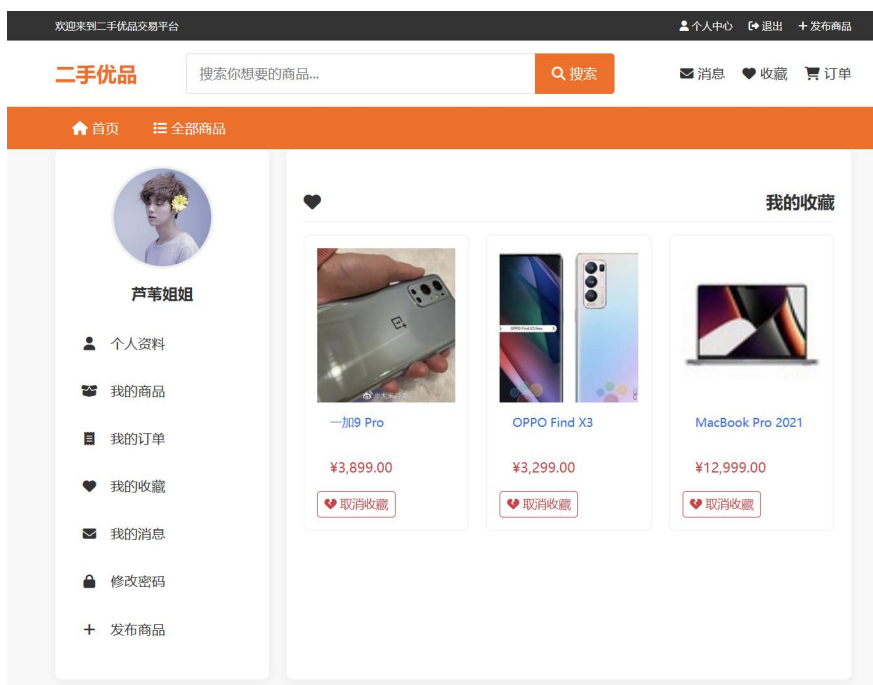 欢迎来到二手优品交易平台
个人中心 退出 发布商品
二手优品
搜索你想要的商品...
搜索
消息 收藏 订单
首页 全部商品
芦苇姐姐
个人资料
我的商品
我的订单
我的收藏
我的消息
修改密码
发布商品
我的收藏
一加9 Pro
¥3,899.00
取消收藏
OPPO Find X3
¥3,299.00
取消收藏
MacBook Pro 2021
¥12,999.00
取消收藏